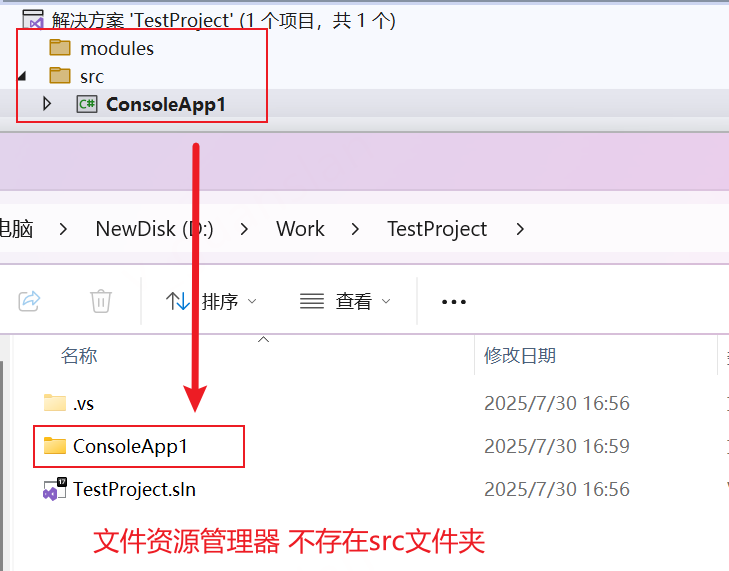 解决方案 'TestProject' (1 个项目，共 1 个)
modules
src
C# ConsoleApp1
电脑 > NewDisk (D:) > Work > TestProject >
排序 查看 •••
名称 修改日期
.vs 2025/7/30 16:56
ConsoleApp1 2025/7/30 16:59
17 TestProject.sln 2025/7/30 16:56
文件资源管理器 不存在src文件夹